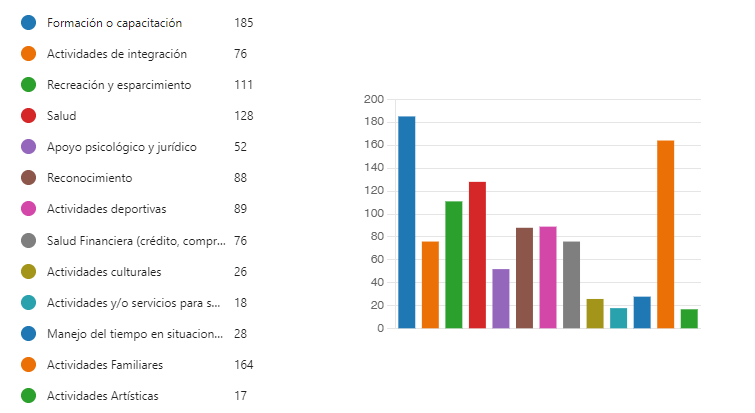 Formación o capacitación 185
Actividades de integración 76
Recreación y esparcimiento 111
Salud 128
Apoyo psicológico y jurídico 52
Reconocimiento 88
Actividades deportivas 89
Salud Financiera (crédito, compr... 76
Actividades culturales 26
Actividades y/o servicios para s... 18
Manejo del tiempo en situacion... 28
Actividades Familiares 164
Actividades Artísticas 17
200
180
160
140
120
100
80
60
40
20
0